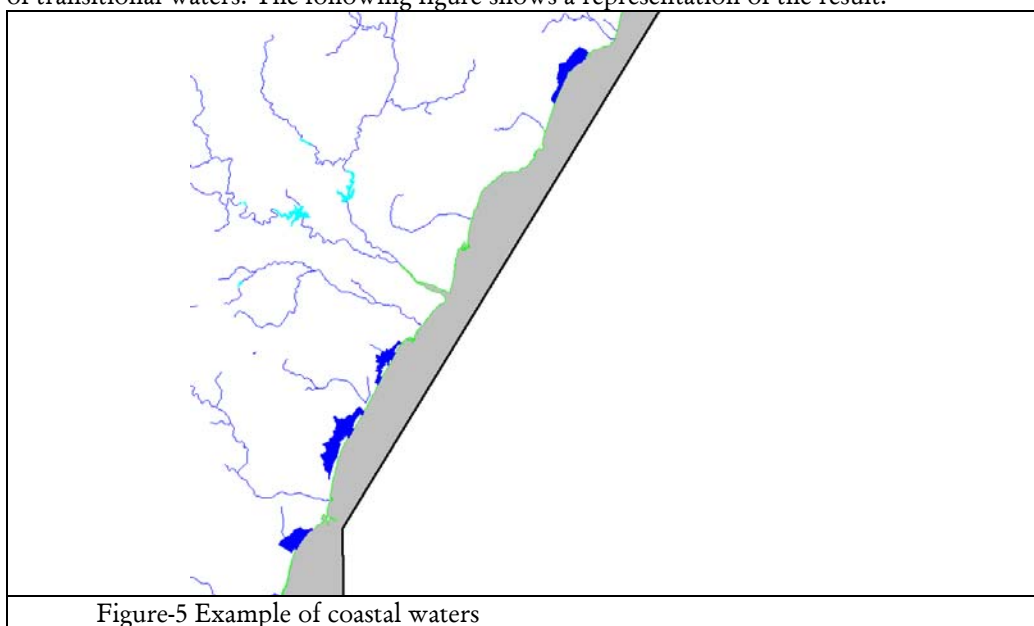 of transitional waters. The following figure shows a representation of the result.
Figure-5 Example of coastal waters